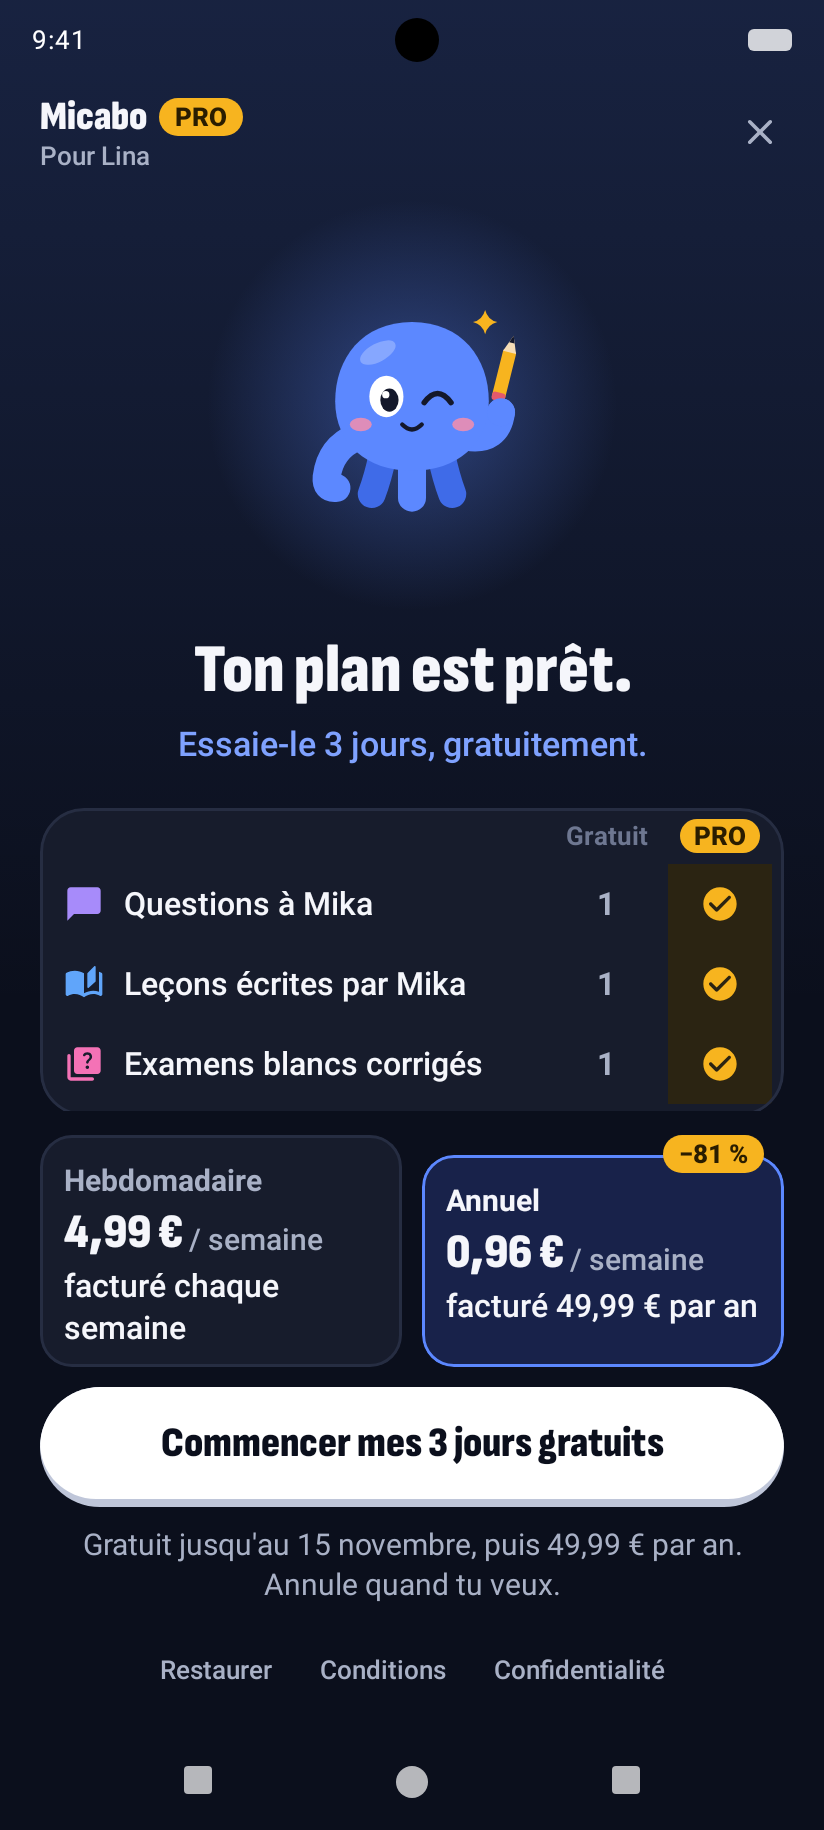 9:41
Micabo PRO
Pour Lina
Ton plan est prêt.
Essaie-le 3 jours, gratuitement.
Gratuit PRO
Questions à Mika 1
Leçons écrites par Mika 1
? Examens blancs corrigés 1
Hebdomadaire
4,99 € / semaine
facturé chaque
semaine
−81 %
Annuel
0,96 € / semaine
facturé 49,99 € par an
Commencer mes 3 jours gratuits
Gratuit jusqu'au 15 novembre, puis 49,99 € par an.
Annule quand tu veux.
Restaurer Conditions Confidentialité